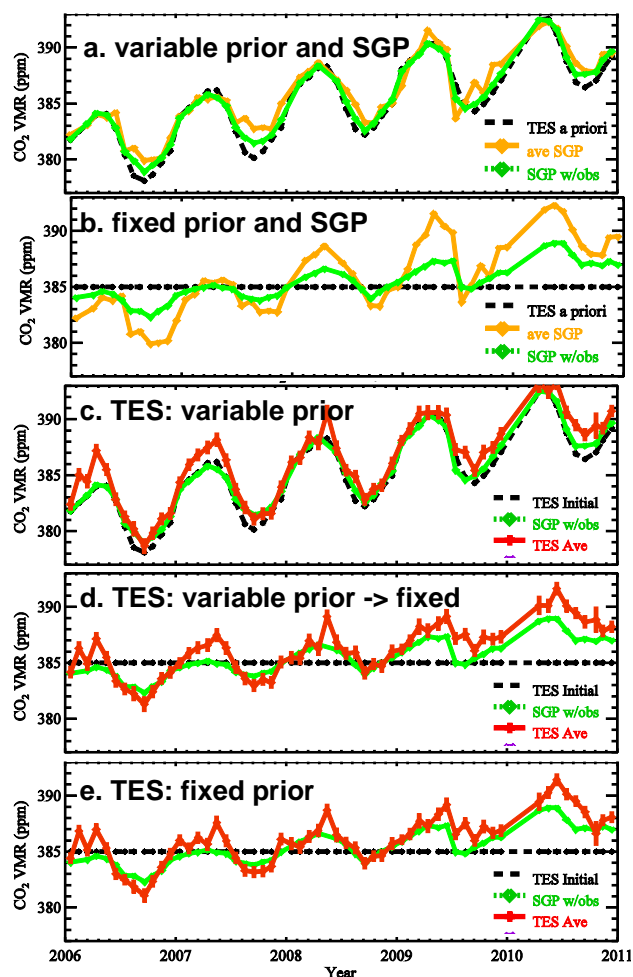 a. variable prior and SGP
390
385
380
CO2 VMR (ppm)
TES a priori
ave SGP
SGP w/obs
b. fixed prior and SGP
390
385
380
CO2 VMR (ppm)
TES a priori
ave SGP
SGP w/obs
c. TES: variable prior
390
385
380
CO2 VMR (ppm)
TES Initial
SGP w/obs
TES Ave
d. TES: variable prior -> fixed
390
385
380
CO2 VMR (ppm)
TES Initial
SGP w/obs
TES Ave
e. TES: fixed prior
390
385
380
CO2 VMR (ppm)
TES Initial
SGP w/obs
TES Ave
2006 2007 2008 2009 2010 2011
Year